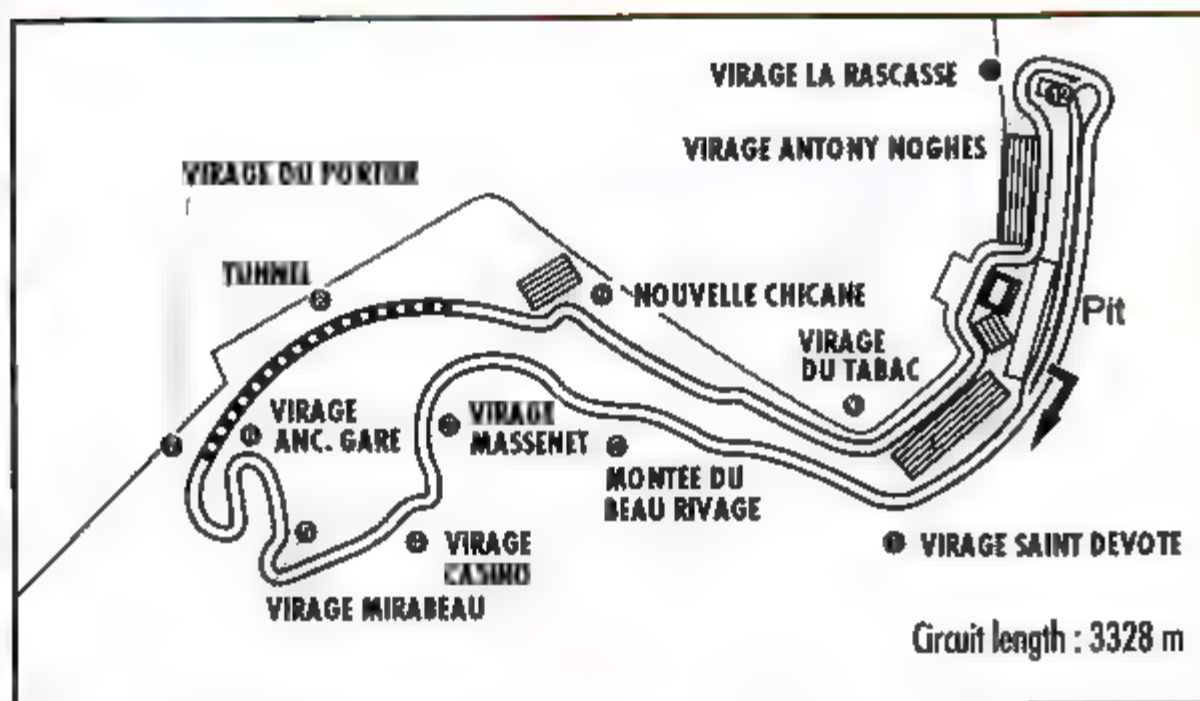 VIRAGE LA RASCASSE
VIRAGE ANTONY NOGHES
VIRAGE DU PORTIER
TUNNEL
NOUVELLE CHICANE
Pit
VIRAGE
DU TABAC
VIRAGE
ANC. GARE
VIRAGE
MASSENET
MONTEE DU
BEAU RIVAGE
VIRAGE
CASINO
VIRAGE SAINT DEVOTE
VIRAGE MIRABEAU
Circuit length : 3328 m